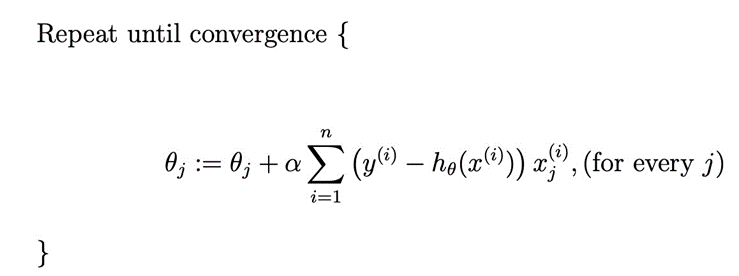 Repeat until convergence {
θ_j := θ_j + α ∑_{i=1}^{n} (y^{(i)} − h_θ(x^{(i)})) x_j^{(i)}, (for every j)
}